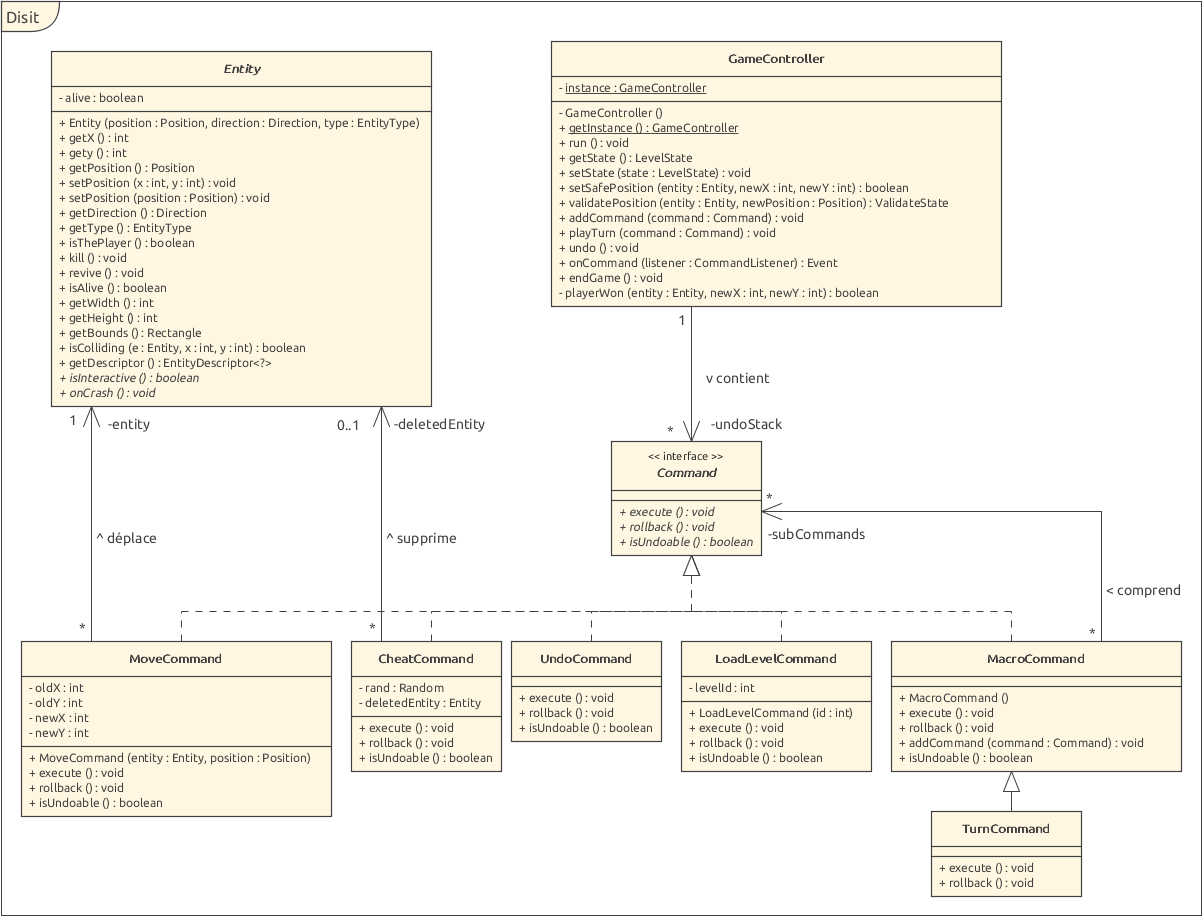 Disit
Entity
- alive : boolean
+ Entity (position : Position, direction : Direction, type : EntityType)
+ getX () : int
+ gety () : int
+ getPosition () : Position
+ setPosition (x : int, y : int) : void
+ setPosition (position : Position) : void
+ getDirection () : Direction
+ getType () : EntityType
+ isThePlayer () : boolean
+ kill () : void
+ revive () : void
+ isAlive () : boolean
+ getWidth () : int
+ getHeight () : int
+ getBounds () : Rectangle
+ isColliding (e : Entity, x : int, y : int) : boolean
+ getDescriptor () : EntityDescriptor<?>
+ isInteractive () : boolean
+ onCrash () : void
GameController
- instance : GameController
- GameController ()
+ getInstance () : GameController
+ run () : void
+ getState () : LevelState
+ setState (state : LevelState) : void
+ setSafePosition (entity : Entity, newX : int, newY : int) : boolean
+ validatePosition (entity : Entity, newPosition : Position) : ValidateState
+ addCommand (command : Command) : void
+ playTurn (command : Command) : void
+ undo () : void
+ onCommand (listener : CommandListener) : Event
+ endGame () : void
- playerWon (entity : Entity, newX : int, newY : int) : boolean
1
v contient
* -undoStack
1 -entity
0..1 -deletedEntity
^ déplace
^ supprime
*
*
<< interface >>
Command
+ execute () : void
+ rollback () : void
+ isUndoable () : boolean
*
-subCommands
< comprend
*
MoveCommand
- oldX : int
- oldY : int
- newX : int
- newY : int
+ MoveCommand (entity : Entity, position : Position)
+ execute () : void
+ rollback () : void
+ isUndoable () : boolean
CheatCommand
- rand : Random
- deletedEntity : Entity
+ execute () : void
+ rollback () : void
+ isUndoable () : boolean
UndoCommand
+ execute () : void
+ rollback () : void
+ isUndoable () : boolean
LoadLevelCommand
- levelId : int
+ LoadLevelCommand (id : int)
+ execute () : void
+ rollback () : void
+ isUndoable () : boolean
MacroCommand
+ MacroCommand ()
+ execute () : void
+ rollback () : void
+ addCommand (command : Command) : void
+ isUndoable () : boolean
TurnCommand
+ execute () : void
+ rollback () : void